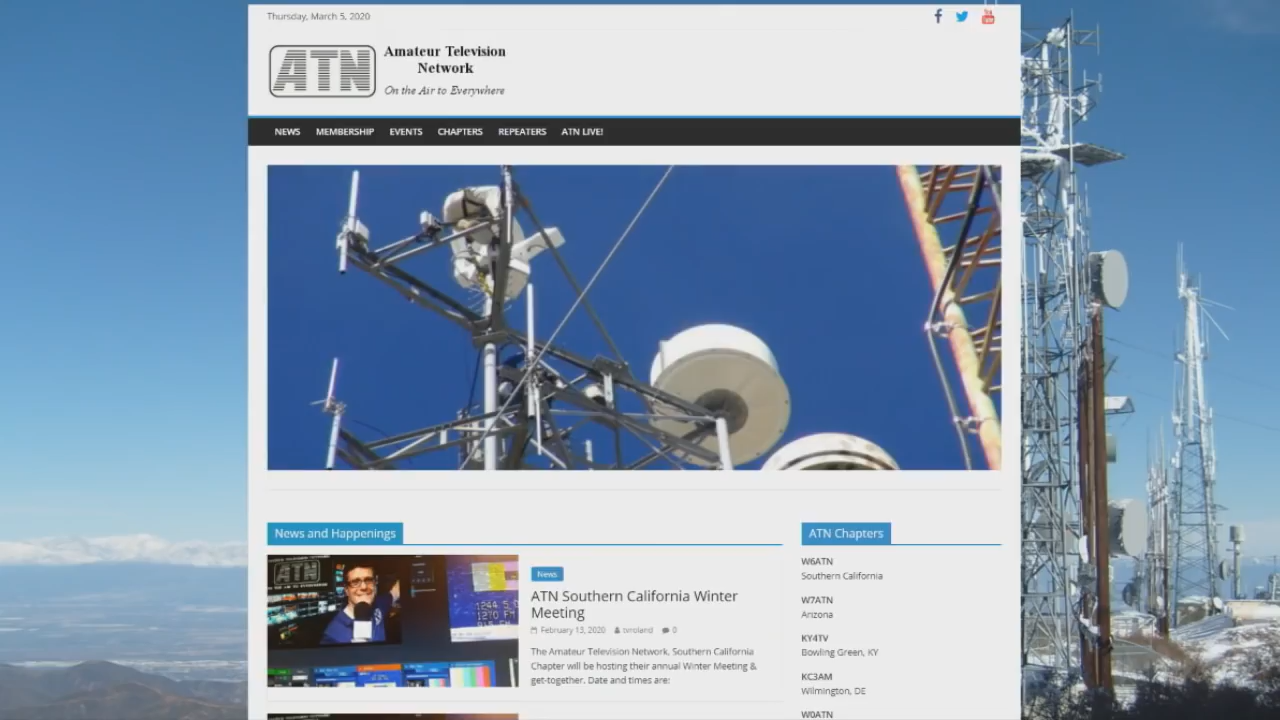 Thursday, March 5, 2020
ATN
Amateur Television
Network
On the Air to Everywhere
NEWS MEMBERSHIP EVENTS CHAPTERS REPEATERS ATN LIVE!
News and Happenings
ATN
News
ATN Southern California Winter
Meeting
February 13, 2020
0
The Amateur Television Network, Southern California
Chapter will be hosting their annual Winter Meeting &
get-together. Date and times are:
ATN Chapters
W6ATN
Southern California
W7ATN
Arizona
KY4TV
Bowling Green, KY
KC3AM
Wilmington, DE
W0ATN